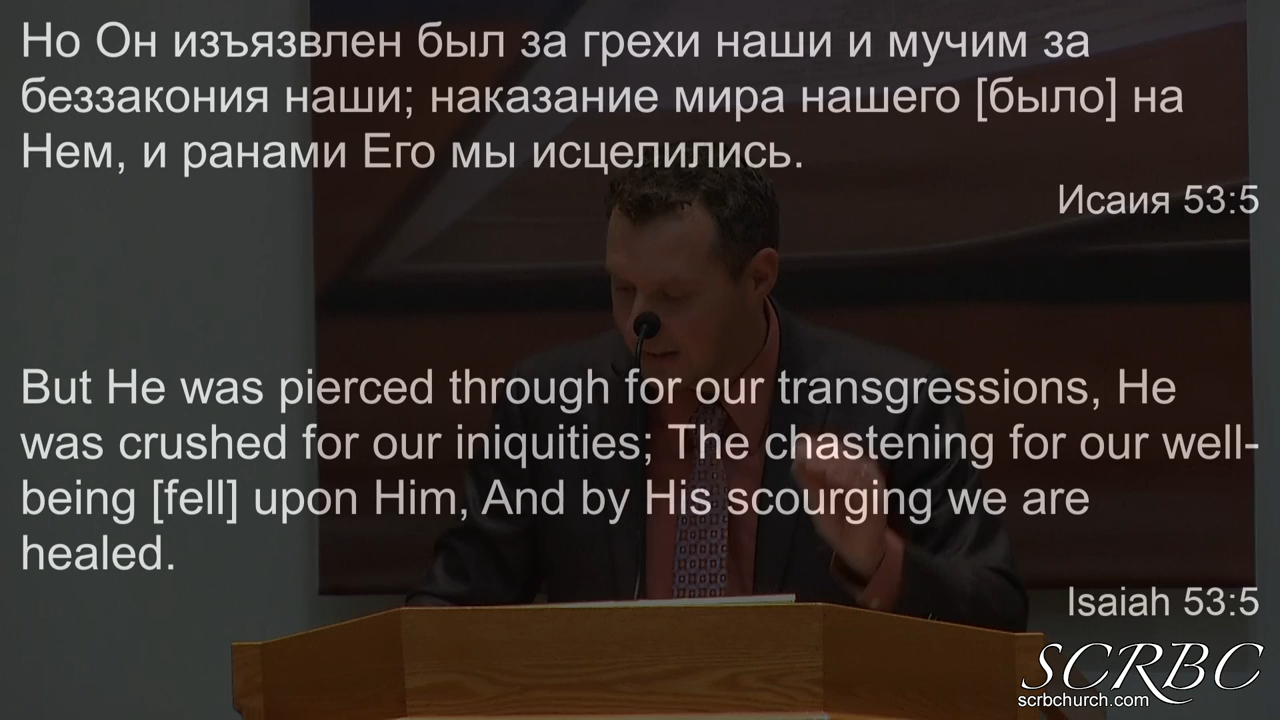 Но Он изъязвлен был за грехи наши и мучим за
беззакония наши; наказание мира нашего [было] на
Нем, и ранами Его мы исцелились.
Исаия 53:5
But He was pierced through for our transgressions, He
was crushed for our iniquities; The chastening for our well-
being [fell] upon Him, And by His scourging we are
healed.
Isaiah 53:5
SCRBC
scrbchurch.com